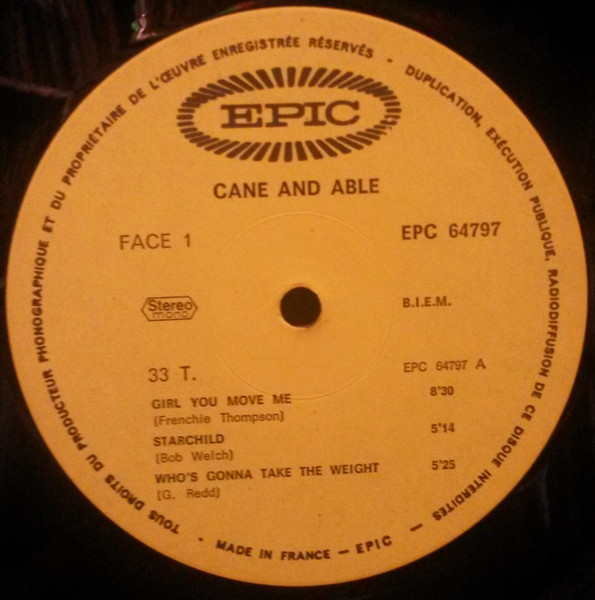 TOUS DROITS DU PRODUCTEUR PHONOGRAPHIQUE ET DU PROPRIÉTAIRE DE L'ŒUVRE ENREGISTRÉE RÉSERVÉS - DUPLICATION, EXÉCUTION PUBLIQUE, RADIODIFFUSION DE CE DISQUE INTERDITES
EPIC
CANE AND ABLE
FACE 1 EPC 64797
Stereo B.I.E.M.
mono
33 T. EPC 64797 A
GIRL YOU MOVE ME 8'30
(Frenchie Thompson)
STARCHILD 5'14
(Bob Welch)
WHO'S GONNA TAKE THE WEIGHT 5'25
(G. Redd)
- MADE IN FRANCE — EPIC —